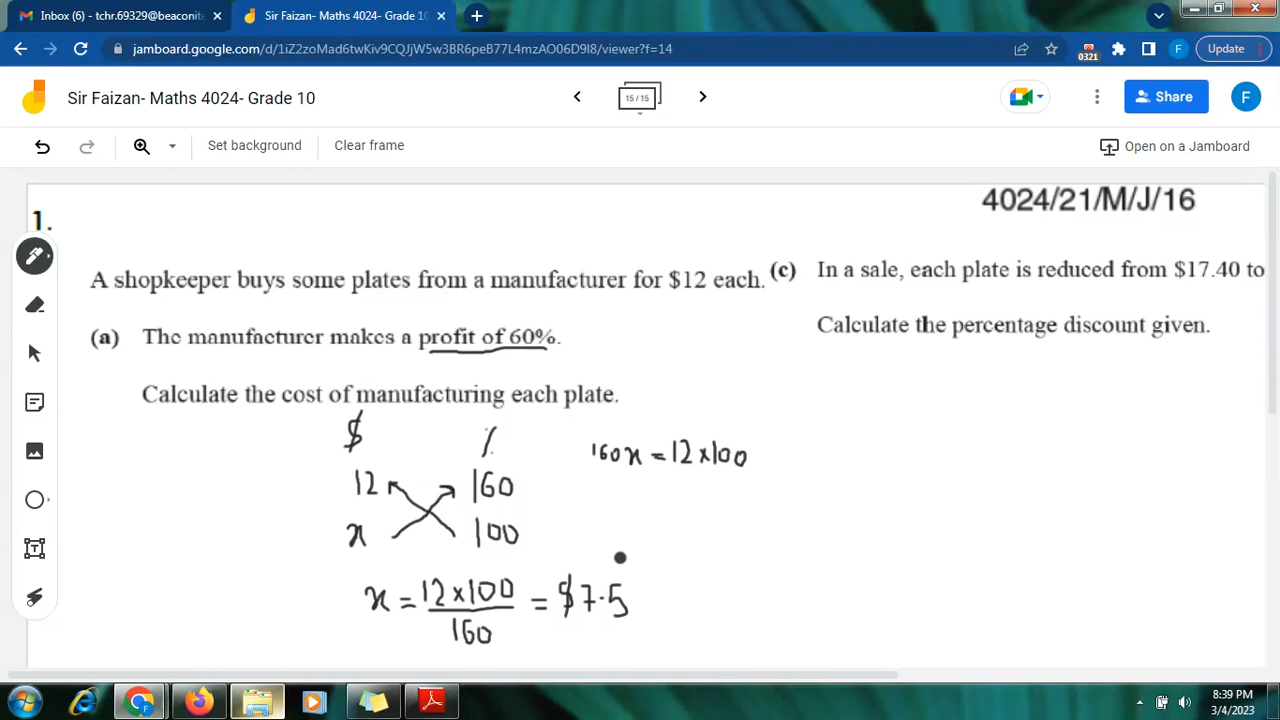 Inbox (6) - tchr.69329@beaconite
Sir Faizan- Maths 4024- Grade 10
jamboard.google.com/d/1iZ2zoMad6twKiv9CQJjW5w3BR6peB77L4mzAO06D9I8/viewer?f=14
0321
F
Update
Sir Faizan- Maths 4024- Grade 10
15 / 15
Share
F
Set background
Clear frame
Open on a Jamboard
4024/21/M/J/16
1.
A shopkeeper buys some plates from a manufacturer for $12 each.
(a) The manufacturer makes a profit of 60%.
Calculate the cost of manufacturing each plate.
$ %
12 160
x 100
x = 12×100 / 160 = $7.5
160x = 12×100
(c) In a sale, each plate is reduced from $17.40 to
Calculate the percentage discount given.
8:39 PM
3/4/2023